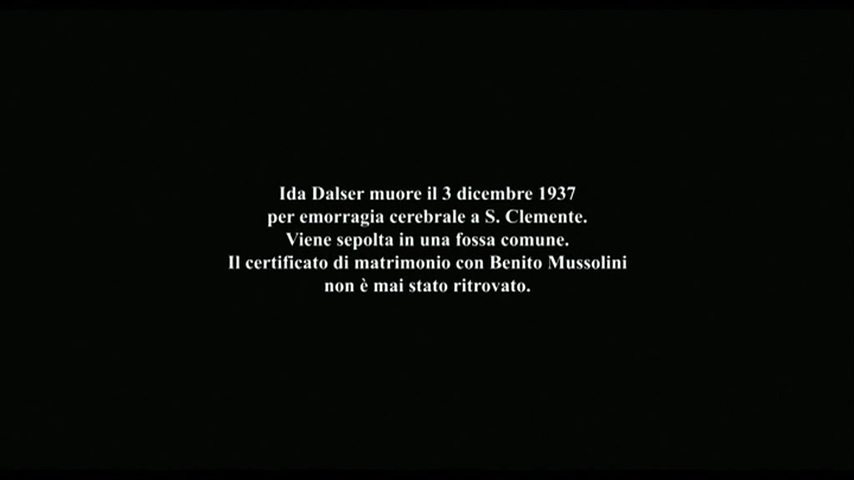 Ida Dalser muore il 3 dicembre 1937
per emorragia cerebrale a S. Clemente.
Viene sepolta in una fossa comune.
Il certificato di matrimonio con Benito Mussolini
non è mai stato ritrovato.